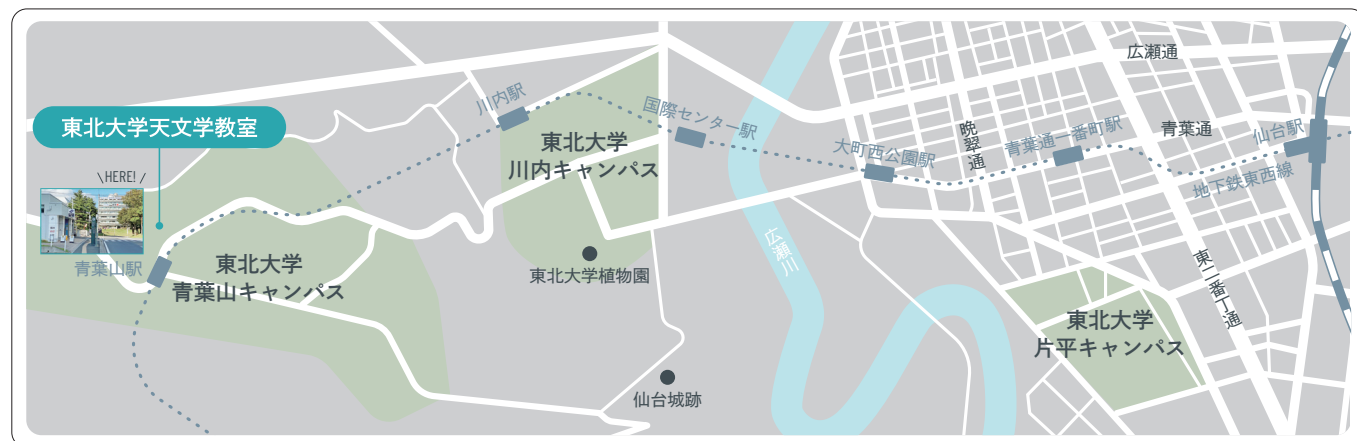 東北大学天文学教室
\HERE! /
青葉山駅
東北大学
青葉山キャンパス
川内駅
東北大学
川内キャンパス
東北大学植物園
国際センター駅
仙台城跡
広瀬川
大町西公園駅
晩翠通
青葉通一番町駅
広瀬通
青葉通
仙台駅
地下鉄東西線
東二番丁通
東北大学
片平キャンパス